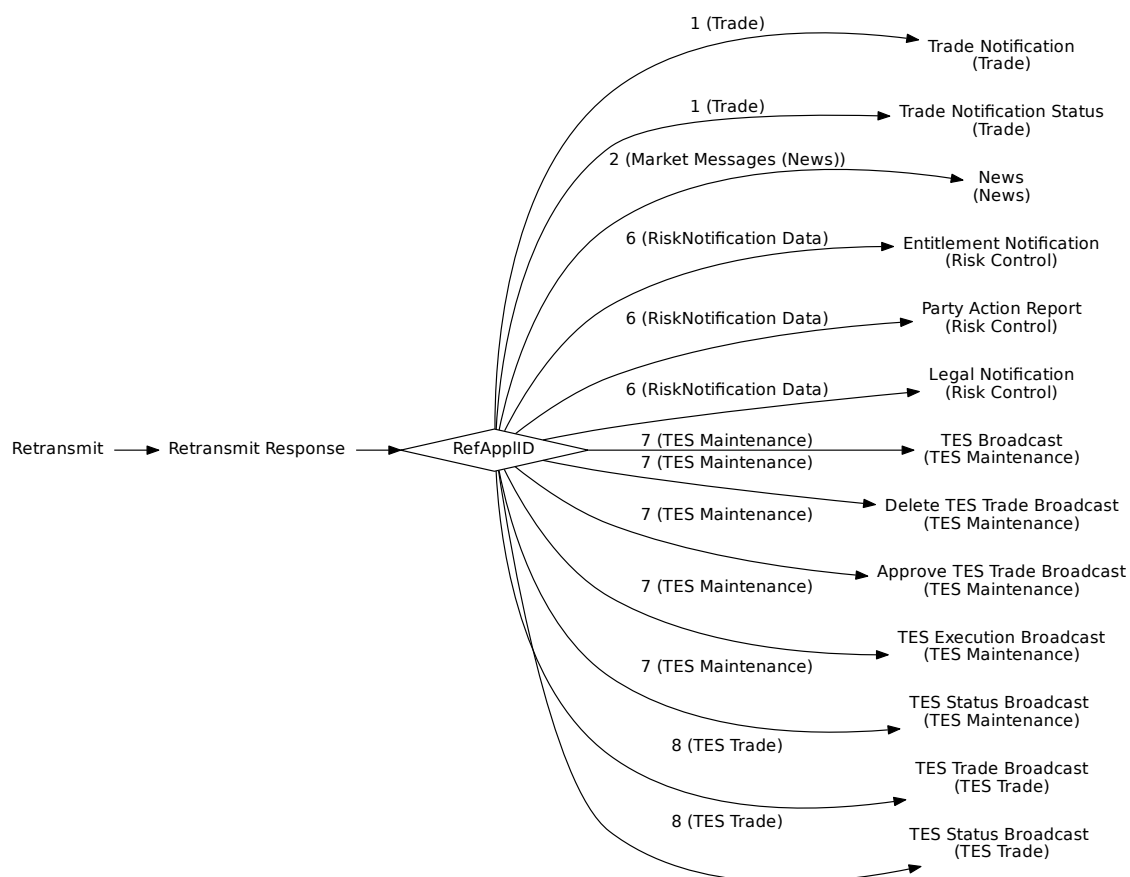 1 (Trade)
Trade Notification
(Trade)
1 (Trade)
Trade Notification Status
(Trade)
2 (Market Messages (News))
News
(News)
6 (RiskNotification Data)
Entitlement Notification
(Risk Control)
6 (RiskNotification Data)
Party Action Report
(Risk Control)
6 (RiskNotification Data)
Legal Notification
(Risk Control)
Retransmit
Retransmit Response
RefApplID
7 (TES Maintenance)
TES Broadcast
(TES Maintenance)
7 (TES Maintenance)
Delete TES Trade Broadcast
(TES Maintenance)
7 (TES Maintenance)
Approve TES Trade Broadcast
(TES Maintenance)
7 (TES Maintenance)
TES Execution Broadcast
(TES Maintenance)
7 (TES Maintenance)
TES Status Broadcast
(TES Maintenance)
8 (TES Trade)
TES Trade Broadcast
(TES Trade)
8 (TES Trade)
TES Status Broadcast
(TES Trade)